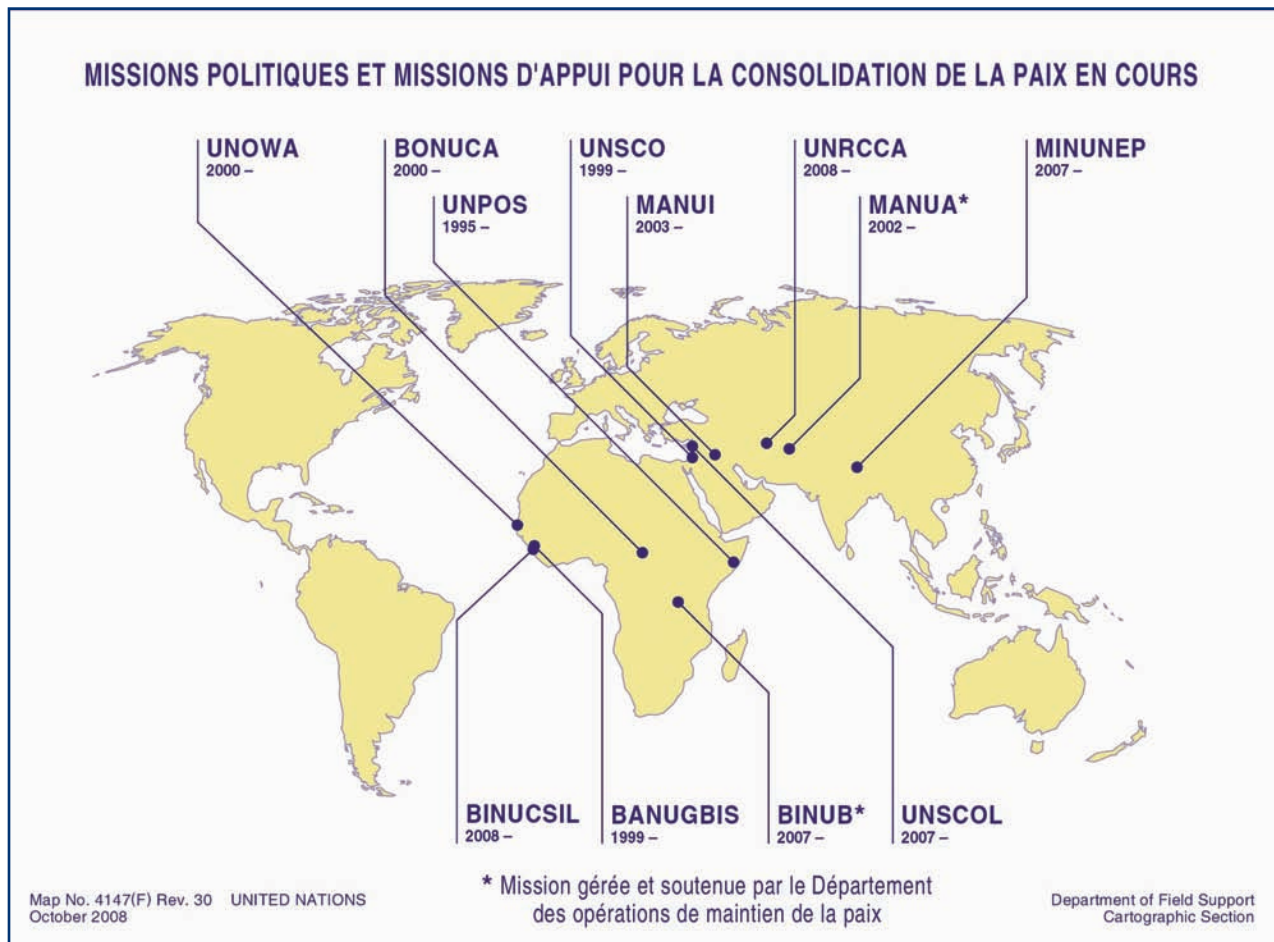 MISSIONS POLITIQUES ET MISSIONS D'APPUI POUR LA CONSOLIDATION DE LA PAIX EN COURS
UNOWA
2000 –
BONUCA
2000 –
UNSCO
1999 –
UNRCCA
2008 –
MINUNEP
2007 –
UNPOS
1995 –
MANUI
2003 –
MANUA*
2002 –
BINUCSIL
2008 –
BANUGBIS
1999 –
BINUB*
2007 –
UNSCOL
2007 –
* Mission gérée et soutenue par le Département
des opérations de maintien de la paix
Map No. 4147(F) Rev. 30 UNITED NATIONS
October 2008
Department of Field Support
Cartographic Section